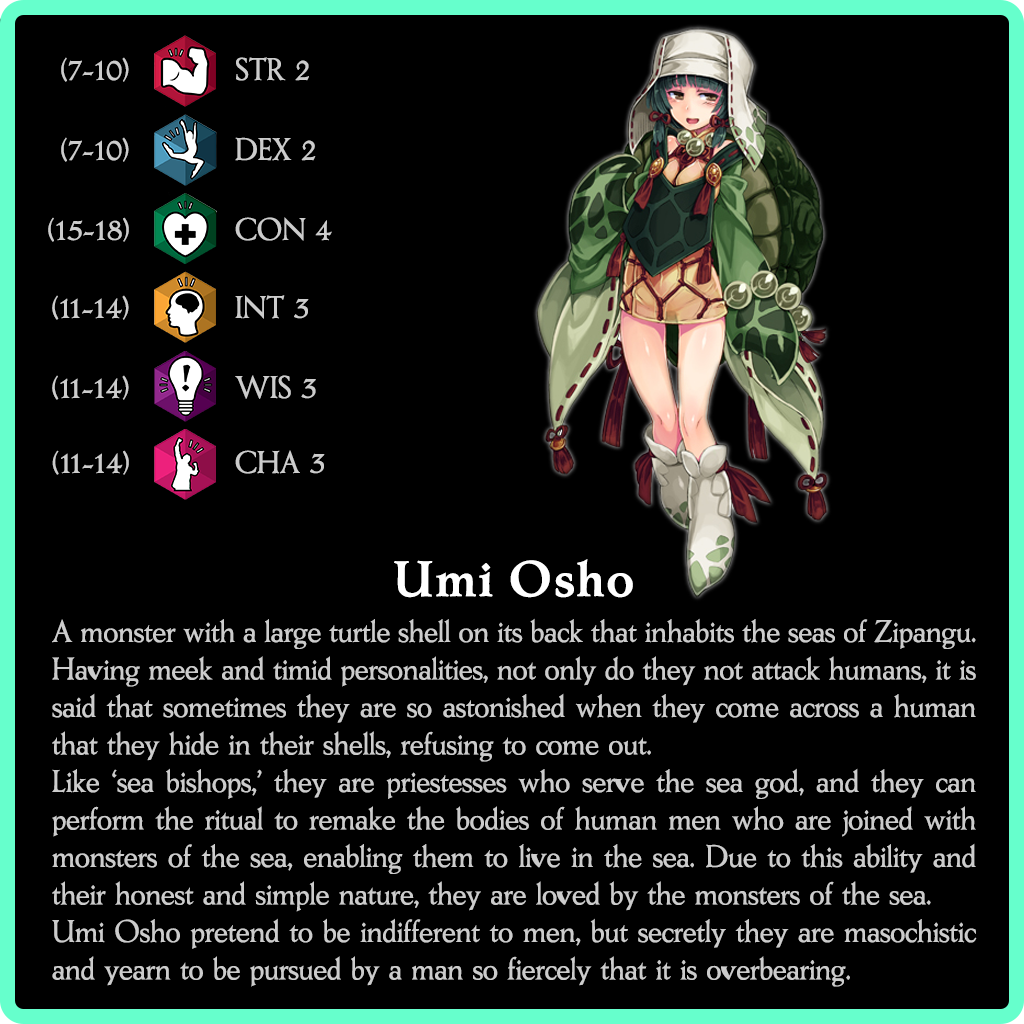 (7-10) STR 2
(7-10) DEX 2
(15-18) CON 4
(11-14) INT 3
(11-14) WIS 3
(11-14) CHA 3
Umi Osho
A monster with a large turtle shell on its back that inhabits the seas of Zipangu.
Having meek and timid personalities, not only do they not attack humans, it is
said that sometimes they are so astonished when they come across a human
that they hide in their shells, refusing to come out.
Like ‘sea bishops,’ they are priestesses who serve the sea god, and they can
perform the ritual to remake the bodies of human men who are joined with
monsters of the sea, enabling them to live in the sea. Due to this ability and
their honest and simple nature, they are loved by the monsters of the sea.
Umi Osho pretend to be indifferent to men, but secretly they are masochistic
and yearn to be pursued by a man so fiercely that it is overbearing.